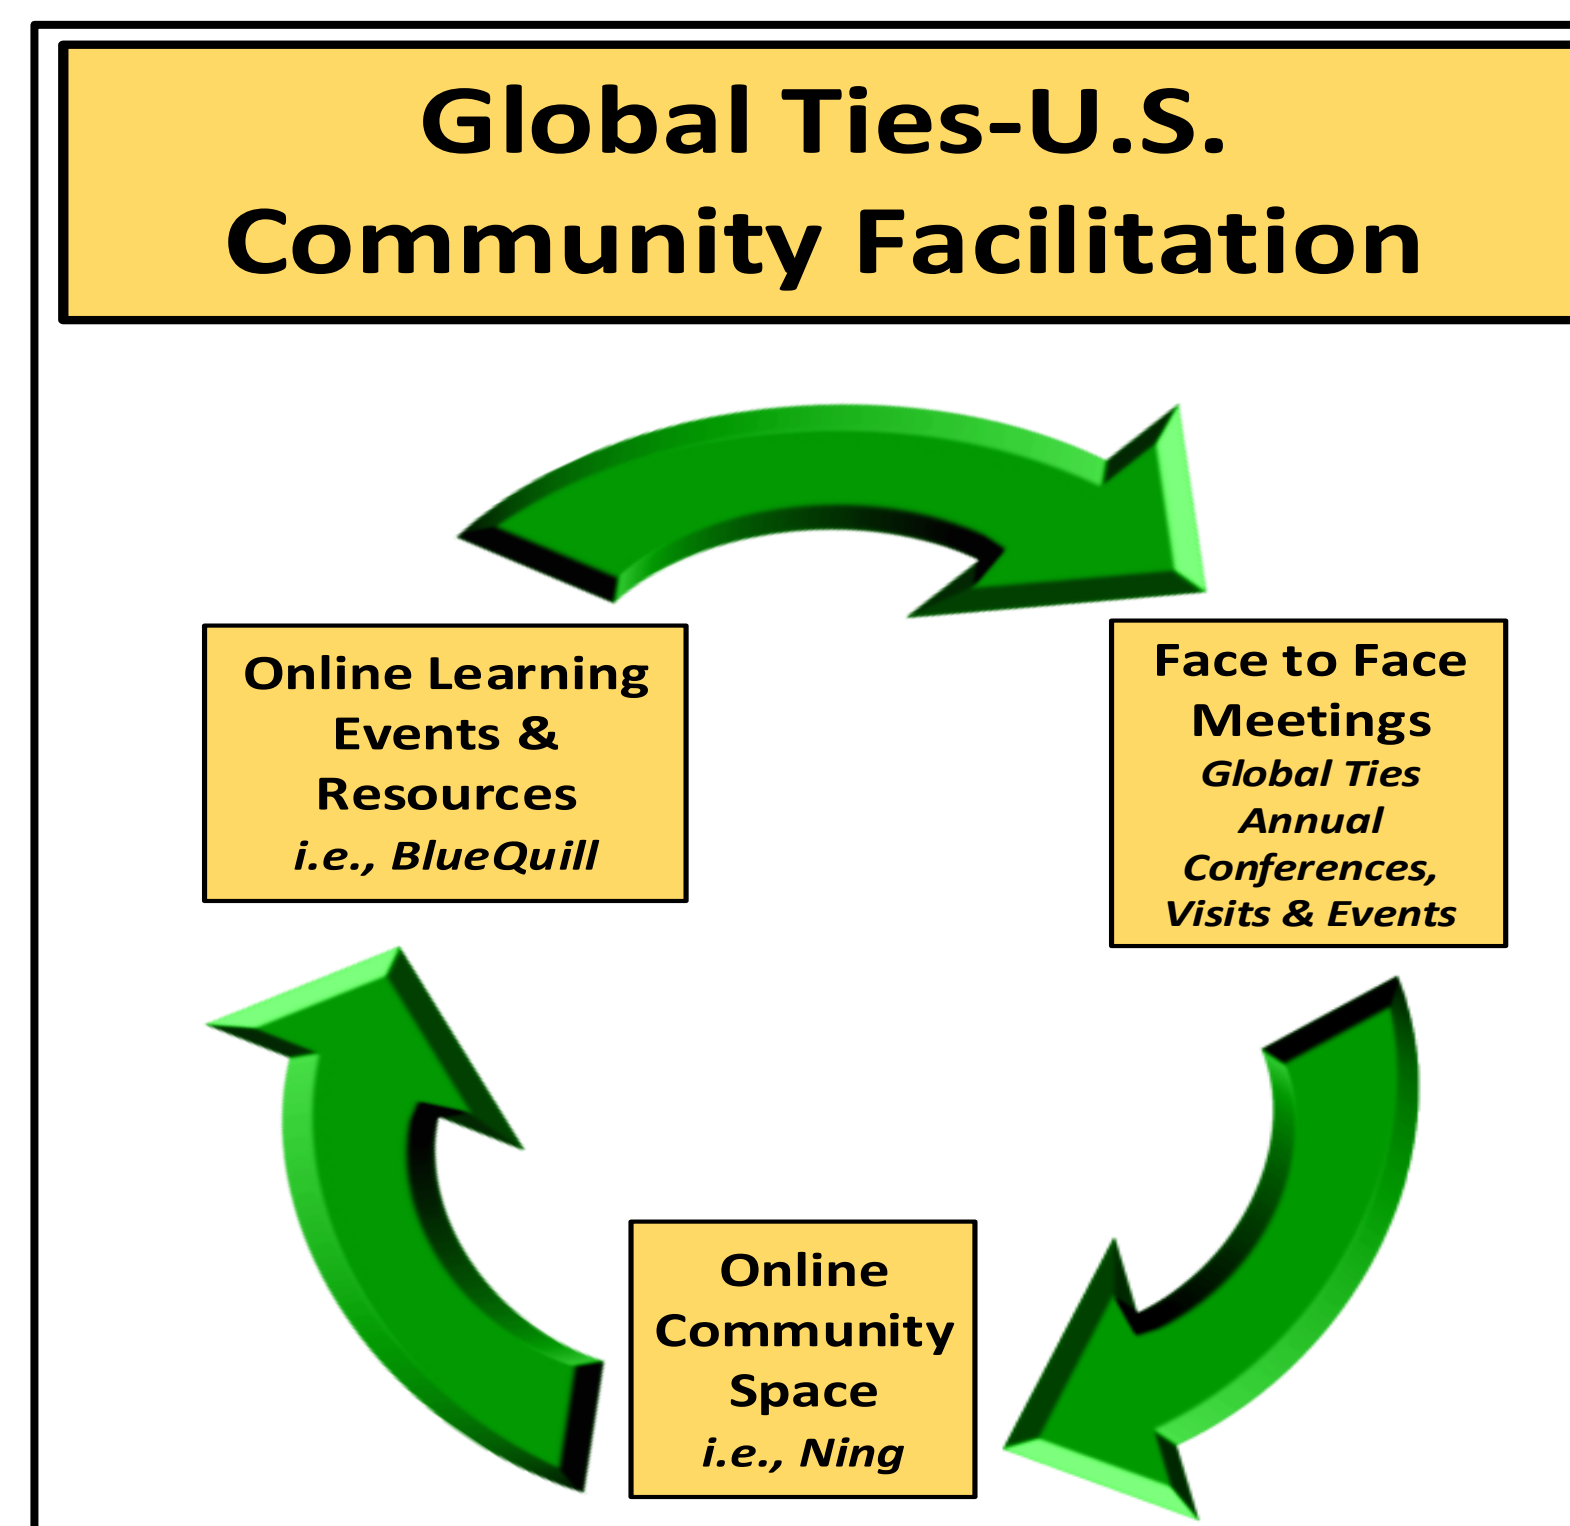 Global Ties-U.S.
Community Facilitation
Online Learning
Events &
Resources
i.e., BlueQuill
Face to Face
Meetings
Global Ties
Annual
Conferences,
Visits & Events
Online
Community
Space
i.e., Ning